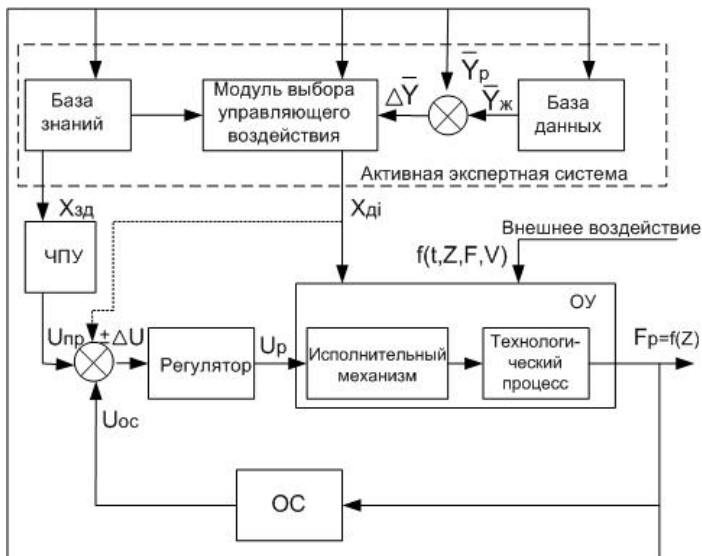 База
знаний
Модуль выбора
управляющего
воздействия
ΔY̅
Y̅р
Y̅ж
База
данных
Активная экспертная система
Xзд
Xді
Внешнее воздействие
ЧПУ
f(t,Z,F,V)
ОУ
Uпр
±ΔU
Регулятор
Uр
Исполнительный
механизм
Технологи-
ческий
процесс
Fр=f(Z)
Uос
ОС